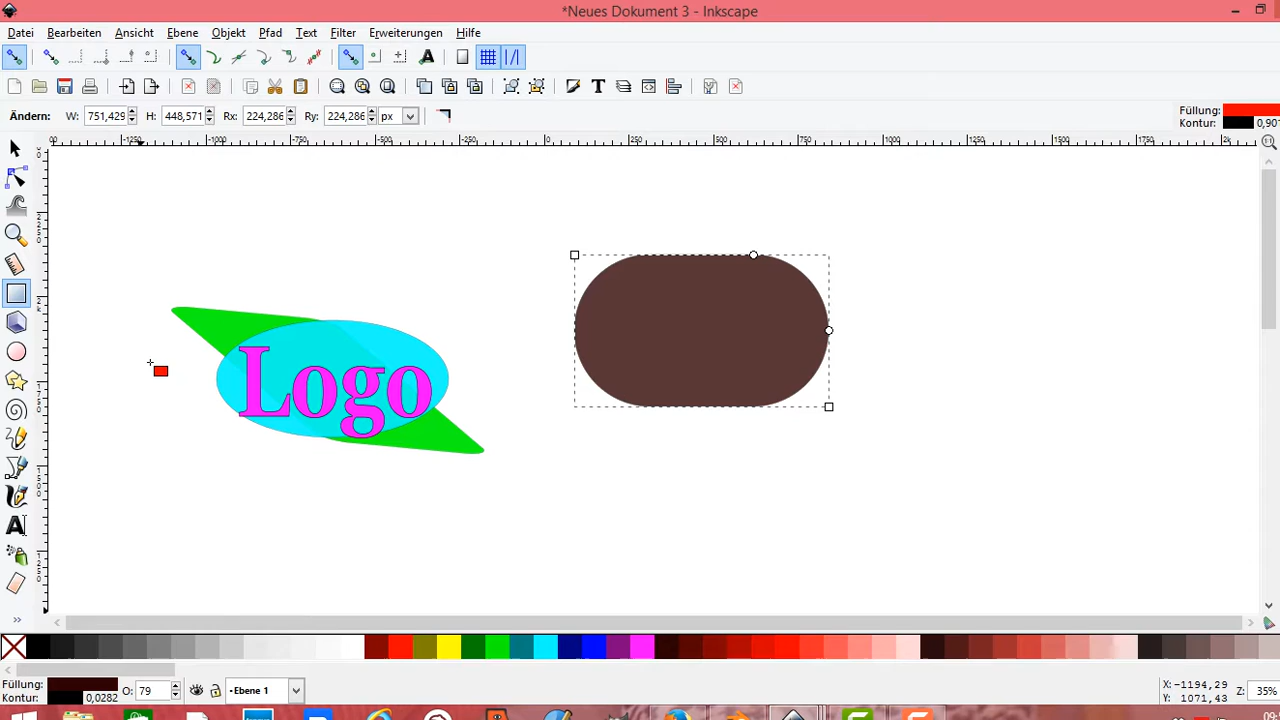 *Neues Dokument 3 - Inkscape
Datei Bearbeiten Ansicht Ebene Objekt Pfad Text Filter Erweiterungen Hilfe
Ändern: W: 751,429 H: 448,571 Rx: 224,286 Ry: 224,286 px
Füllung:
Kontur: 0,907
Logo
Füllung:
Kontur: 0,0282
O: 79
•Ebene 1
X: -1194,29
Y: 1071,43
Z: 35%